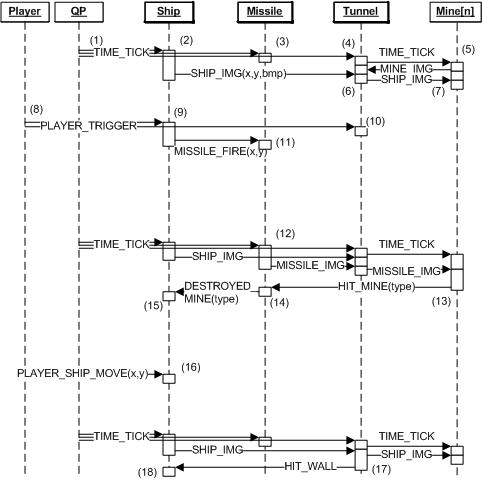 Player QP Ship Missile Tunnel Mine[n]
(1) (2) (3) (4) (5)
TIME_TICK TIME_TICK
MINE_IMG
SHIP_IMG(x,y,bmp) SHIP_IMG
(6) (7)
(8) (9) (10)
PLAYER_TRIGGER
(11)
MISSILE_FIRE(x,y)
(12)
TIME_TICK TIME_TICK
SHIP_IMG
MISSILE_IMG MISSILE_IMG
DESTROYED_ HIT_MINE(type)
MINE(type)
(15) (14) (13)
(16)
PLAYER_SHIP_MOVE(x,y)
TIME_TICK TIME_TICK
SHIP_IMG SHIP_IMG
(18) HIT_WALL (17)